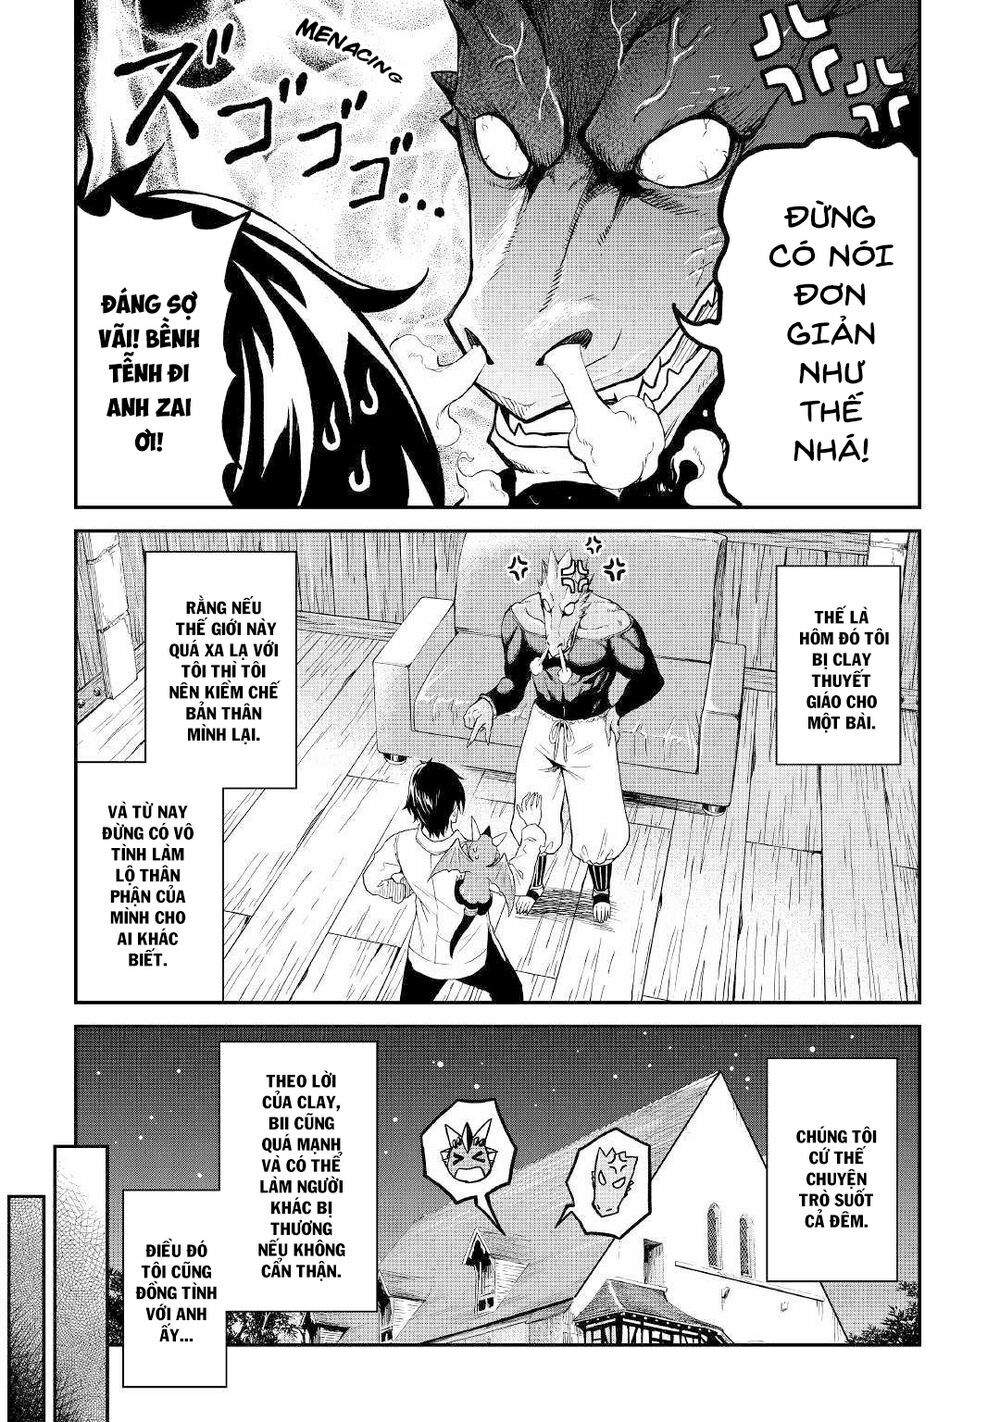 ĐỪNG
CÓ NÓI
ĐƠN
GIẢN
NHƯ
THẾ
NHÁ!
MENACING
ズゴゴゴ...
ĐÁNG SỢ
VÃI! BỀNH
TỄNH ĐI
ANH ZAI
ƠI!
THẾ LÀ
HÔM ĐÓ TÔI
BỊ CLAY
THUYẾT
GIÁO CHO
MỘT BÀI.
RẰNG NẾU
THẾ GIỚI NÀY
QUÁ XA LẠ VỚI
TÔI THÌ TÔI
NÊN KIỀM CHẾ
BẢN THÂN
MÌNH LẠI.
VÀ TỪ NAY
ĐỪNG CÓ VÔ
TÌNH LÀM
LỘ THÂN
PHẬN CỦA
MÌNH CHO
AI KHÁC
BIẾT.
CHÚNG TÔI
CỨ THẾ
CHUYỆN
TRÒ SUỐT
CẢ ĐÊM.
THEO LỜI
CỦA CLAY,
BII CŨNG
QUÁ MẠNH
VÀ CÓ THỂ
LÀM NGƯỜI
KHÁC BỊ
THƯƠNG
NẾU KHÔNG
CẨN THẬN.
ĐIỀU ĐÓ
TÔI CŨNG
ĐỒNG TÌNH
VỚI ANH
ẤY...